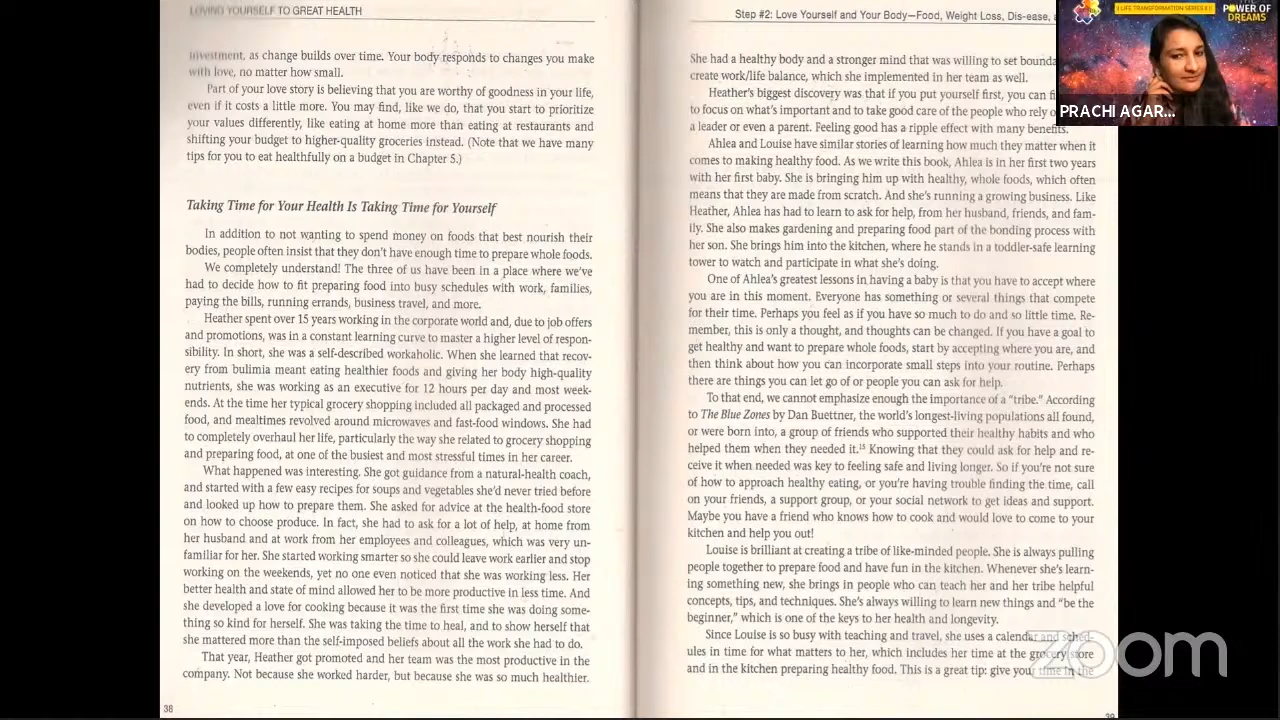 LOVING YOURSELF TO GREAT HEALTH
investment, as change builds over time. Your body responds to changes you make
with love, no matter how small.
Part of your love story is believing that you are worthy of goodness in your life,
even if it costs a little more. You may find, like we do, that you start to prioritize
your values differently, like eating at home more than eating at restaurants and
shifting your budget to higher-quality groceries instead. (Note that we have many
tips for you to eat healthfully on a budget in Chapter 5.)
Taking Time for Your Health Is Taking Time for Yourself
In addition to not wanting to spend money on foods that best nourish their
bodies, people often insist that they don't have enough time to prepare whole foods.
We completely understand! The three of us have been in a place where we've
had to decide how to fit preparing food into busy schedules with work, families,
paying the bills, running errands, business travel, and more.
Heather spent over 15 years working in the corporate world and, due to job offers
and promotions, was in a constant learning curve to master a higher level of respon-
sibility. In short, she was a self-described workaholic. When she learned that recov-
ery from bulimia meant eating healthier foods and giving her body high-quality
nutrients, she was working as an executive for 12 hours per day and most week-
ends. At the time her typical grocery shopping included all packaged and processed
food, and mealtimes revolved around microwaves and fast-food windows. She had
to completely overhaul her life, particularly the way she related to grocery shopping
and preparing food, at one of the busiest and most stressful times in her career.
What happened was interesting. She got guidance from a natural-health coach,
and started with a few easy recipes for soups and vegetables she'd never tried before
and looked up how to prepare them. She asked for advice at the health-food store
on how to choose produce. In fact, she had to ask for a lot of help, at home from
her husband and at work from her employees and colleagues, which was very un-
familiar for her. She started working smarter so she could leave work earlier and stop
working on the weekends, yet no one even noticed that she was working less. Her
better health and state of mind allowed her to be more productive in less time. And
she developed a love for cooking because it was the first time she was doing some-
thing so kind for herself. She was taking the time to heal, and to show herself that
she mattered more than the self-imposed beliefs about all the work she had to do.
That year, Heather got promoted and her team was the most productive in the
company. Not because she worked harder, but because she was so much healthier.
38
Step #2: Love Yourself and Your Body—Food, Weight Loss, Dis-ease,
She had a healthy body and a stronger mind that was willing to set
create work/life balance, which she implemented in her team as well.
Heather's biggest discovery was that if you put yourself first, you can
to focus on what's important and to take good care of the people who rely
a leader or even a parent. Feeling good has a ripple effect with many benefits.
Ahlea and Louise have similar stories of learning how much they matter when it
comes to making healthy food. As we write this book, Ahlea is in her first two years
with her first baby. She is bringing him up with healthy, whole foods, which often
means that they are made from scratch. And she's running a growing business. Like
Heather, Ahlea has had to learn to ask for help, from her husband, friends, and fam-
ily. She also makes gardening and preparing food part of the bonding process with
her son. She brings him into the kitchen, where he stands in a toddler-safe learning
tower to watch and participate in what she's doing.
One of Ahlea's greatest lessons in having a baby is that you have to accept where
you are in this moment. Everyone has something or several things that compete
for their time. Perhaps you feel as if you have so much to do and so little time. Re-
member, this is only a thought, and thoughts can be changed. If you have a goal to
get healthy and want to prepare whole foods, start by accepting where you are, and
then think about how you can incorporate small steps into your routine. Perhaps
there are things you can let go of or people you can ask for help.
To that end, we cannot emphasize enough the importance of a “tribe.” According
to The Blue Zones by Dan Buettner, the world's longest-living populations all found,
or were born into, a group of friends who supported their healthy habits and who
helped them when they needed it.¹⁵ Knowing that they could ask for help and re-
ceive it when needed was key to feeling safe and living longer. So if you're not sure
of how to approach healthy eating, or you're having trouble finding the time, call
on your friends, a support group, or your social network to get ideas and support.
Maybe you have a friend who knows how to cook and would love to come to your
kitchen and help you out!
Louise is brilliant at creating a tribe of like-minded people. She is always pulling
people together to prepare food and have fun in the kitchen. Whenever she's learn-
ing something new, she brings in people who can teach her and her tribe helpful
concepts, tips, and techniques. She's always willing to learn new things and “be the
beginner,” which is one of the keys to her health and longevity.
Since Louise is so busy with teaching and travel, she uses a calendar and sched-
ules in time for what matters to her, which includes her time at the grocery store
and in the kitchen preparing healthy food. This is a great tip: give your time in the
LIFE TRANSFORMATION SERIES
POWER OF
DREAMS
PRACHI AGAR...
zoom